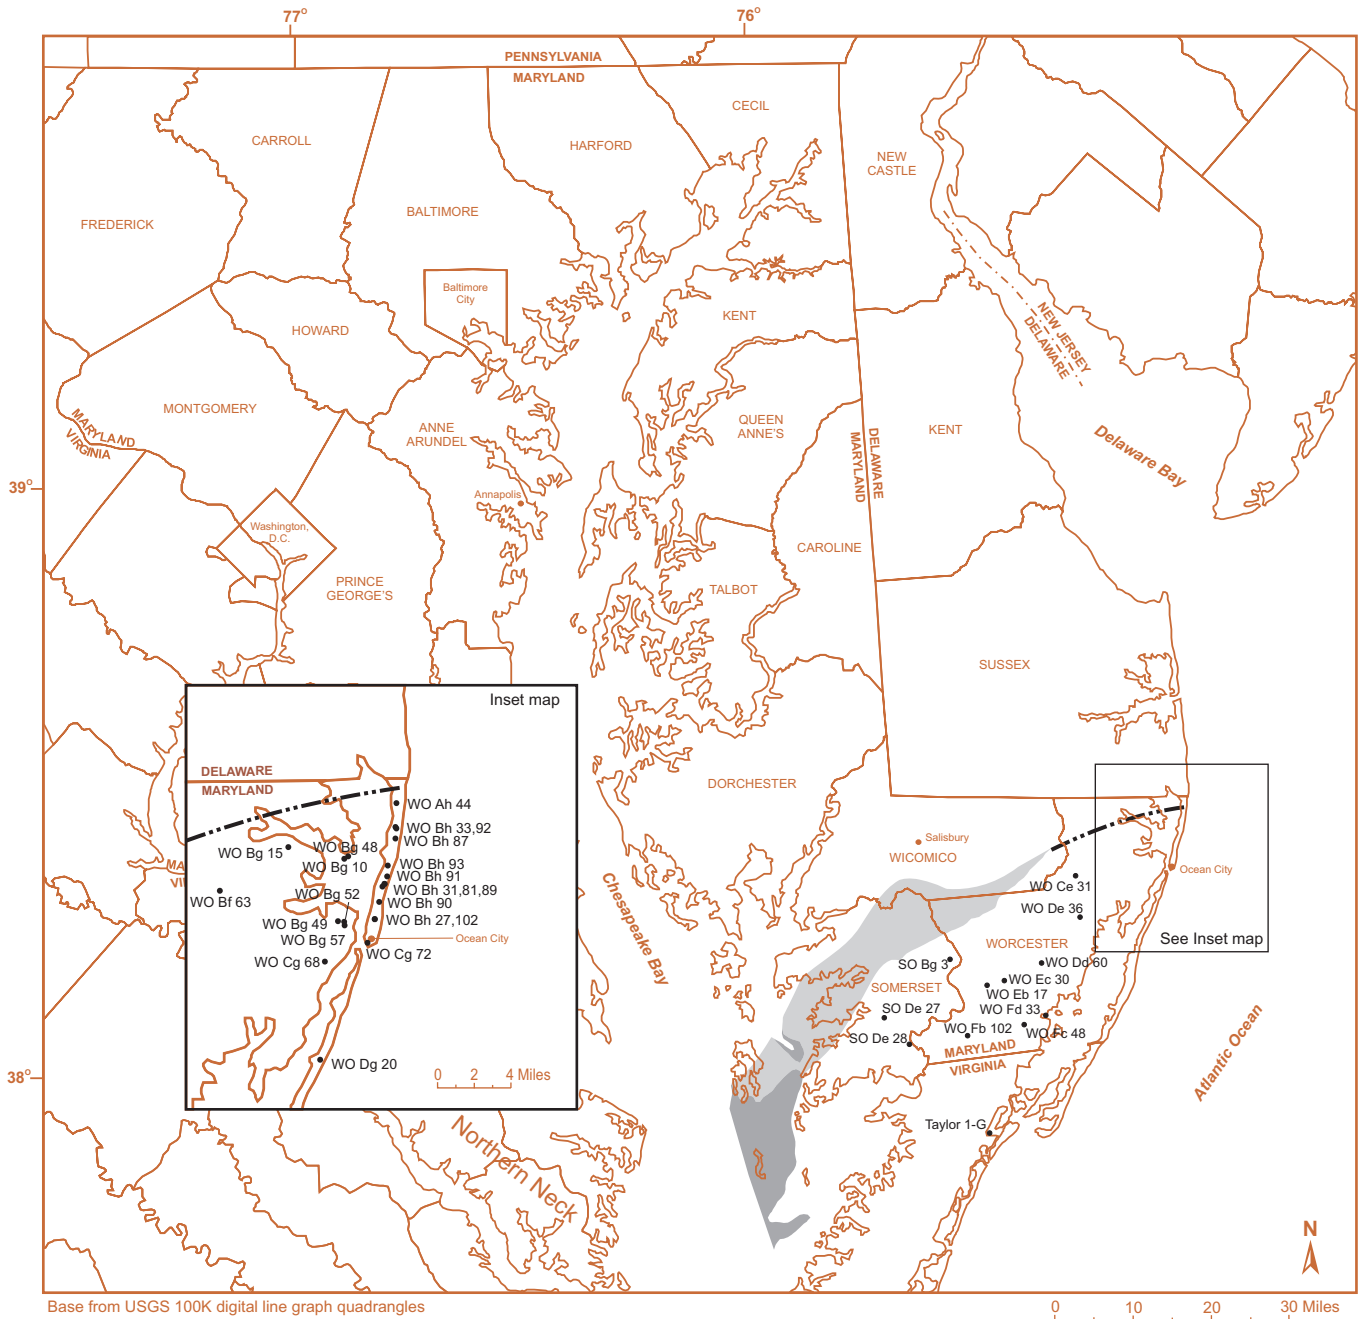 77°
76°
PENNSYLVANIA
MARYLAND
CECIL
CARROLL
HARFORD
NEW
CASTLE
FREDERICK
BALTIMORE
Baltimore
City
KENT
HOWARD
NEW JERSEY
DELAWARE
MONTGOMERY
MARYLAND
VIRGINIA
ANNE
ARUNDEL
QUEEN
ANNE'S
DELAWARE
MARYLAND
KENT
Delaware Bay
39°
Annapolis
Washington,
D.C.
CAROLINE
PRINCE
GEORGE'S
TALBOT
SUSSEX
Inset map
DELAWARE
MARYLAND
WO Ah 44
WO Bh 33,92
WO Bh 87
WO Bg 48
WO Bg 15
WO Bg 10
WO Bh 93
WO Bh 91
WO Bh 31,81,89
WO Bf 63
WO Bg 52
WO Bh 90
WO Bg 49
WO Bh 27,102
WO Bg 57
Ocean City
WO Cg 72
WO Cg 68
WO Dg 20
0 4 Miles
MA
VI
DORCHESTER
Salisbury
WICOMICO
Chesapeake Bay
WO Ce 31
Ocean City
WO De 36
See Inset map
WORCESTER
SO Bg 3
WO Dd 60
SOMERSET
WO Ec 30
WO Eb 17
SO De 27
WO Fd 33
WO Fb 102
WO Fc 48
SO De 28
MARYLAND
VIRGINIA
38°
Atlantic Ocean
Taylor 1-G
Northern Neck
N
Base from USGS 100K digital line graph quadrangles
0 10 20 30 Miles